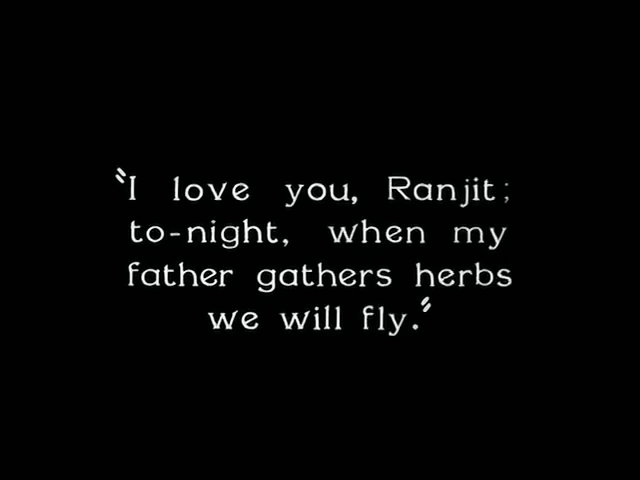 "I love you, Ranjit;
to-night, when my
father gathers herbs
we will fly."